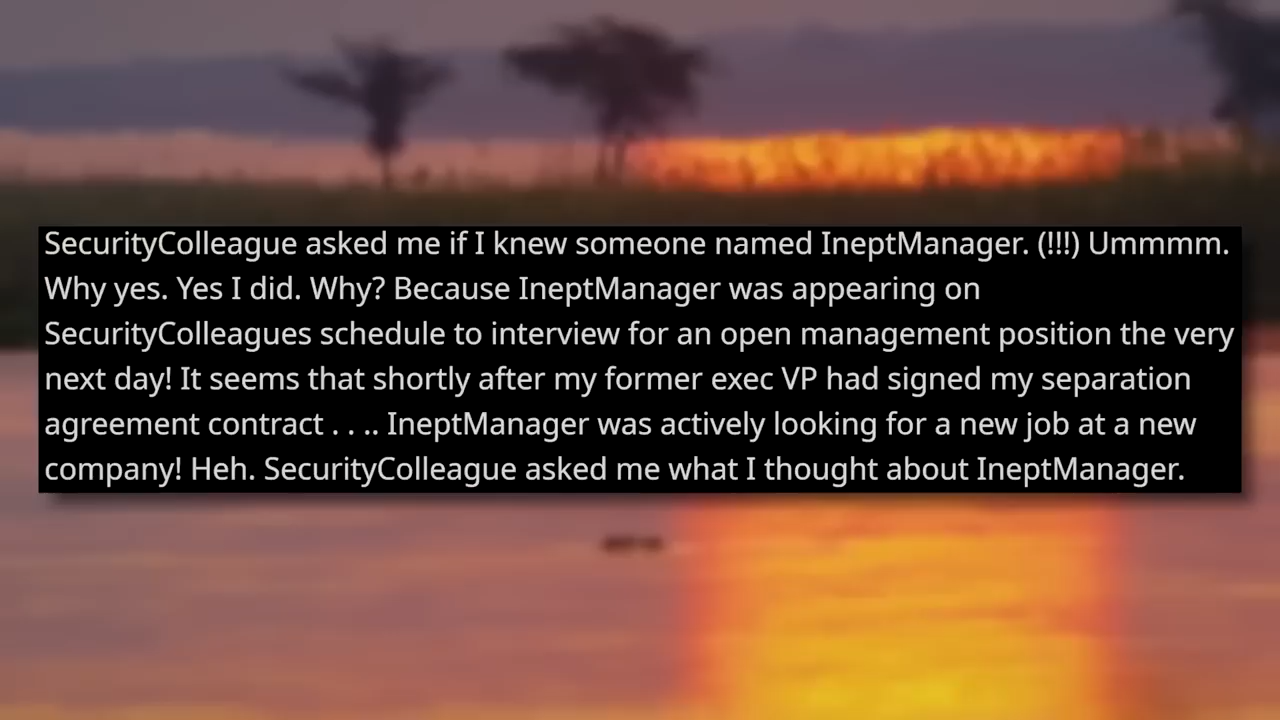 SecurityColleague asked me if I knew someone named IneptManager. (!!!) Ummmm.
Why yes. Yes I did. Why? Because IneptManager was appearing on
SecurityColleagues schedule to interview for an open management position the very
next day! It seems that shortly after my former exec VP had signed my separation
agreement contract . . .. IneptManager was actively looking for a new job at a new
company! Heh. SecurityColleague asked me what I thought about IneptManager.